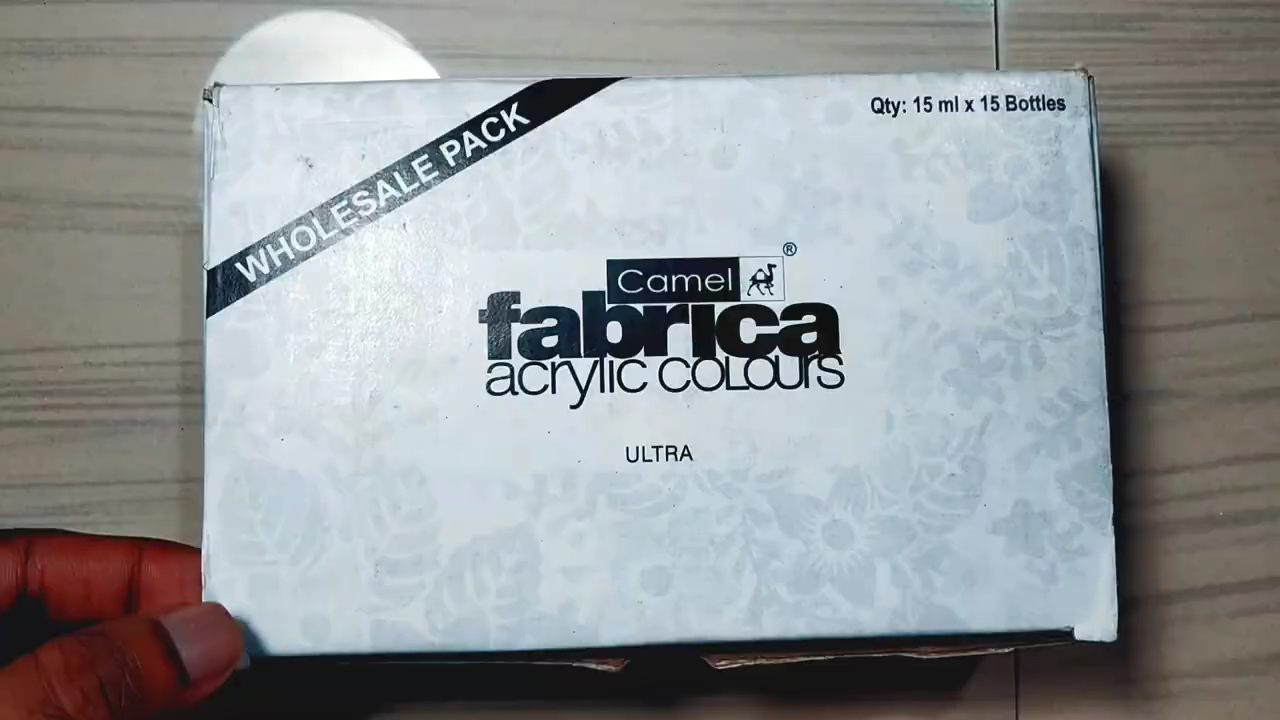 WHOLESALE PACK
Qty: 15 ml x 15 Bottles
Camel ®
fabrica
acrylic coLours
ULTRA